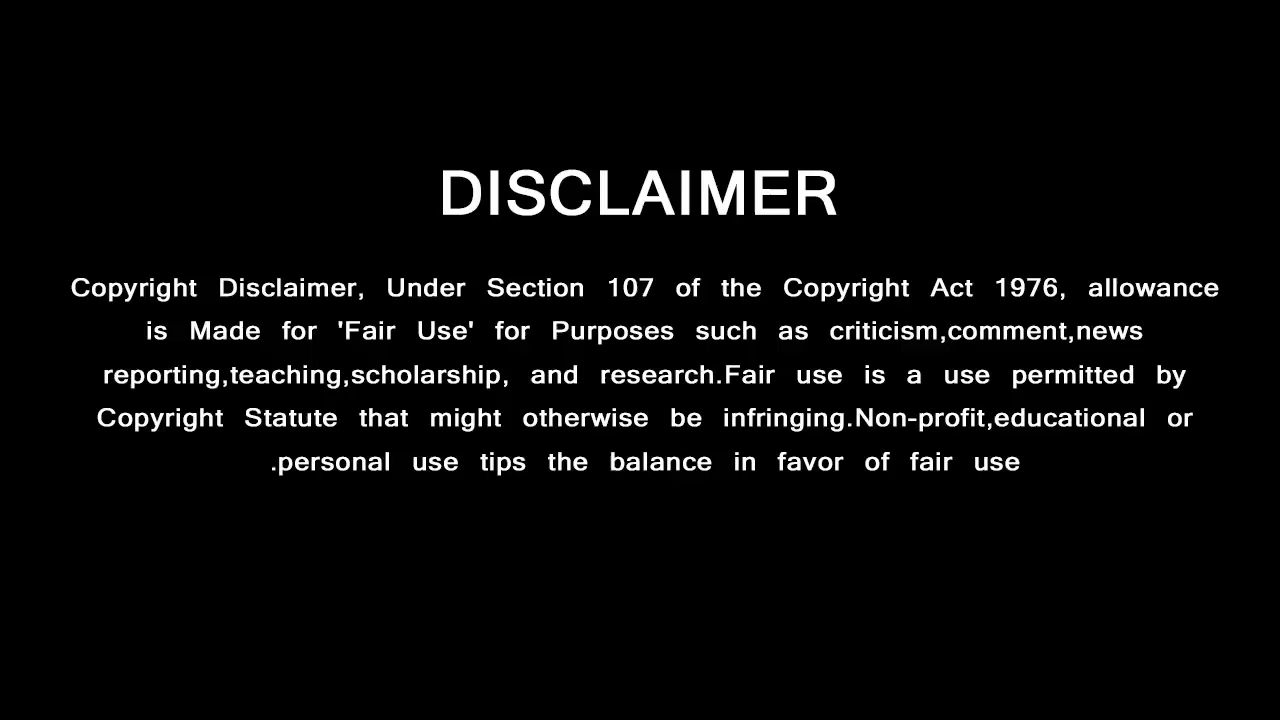 DISCLAIMER
Copyright Disclaimer, Under Section 107 of the Copyright Act 1976, allowance
is Made for 'Fair Use' for Purposes such as criticism,comment,news
reporting,teaching,scholarship, and research.Fair use is a use permitted by
Copyright Statute that might otherwise be infringing.Non-profit,educational or
.personal use tips the balance in favor of fair use